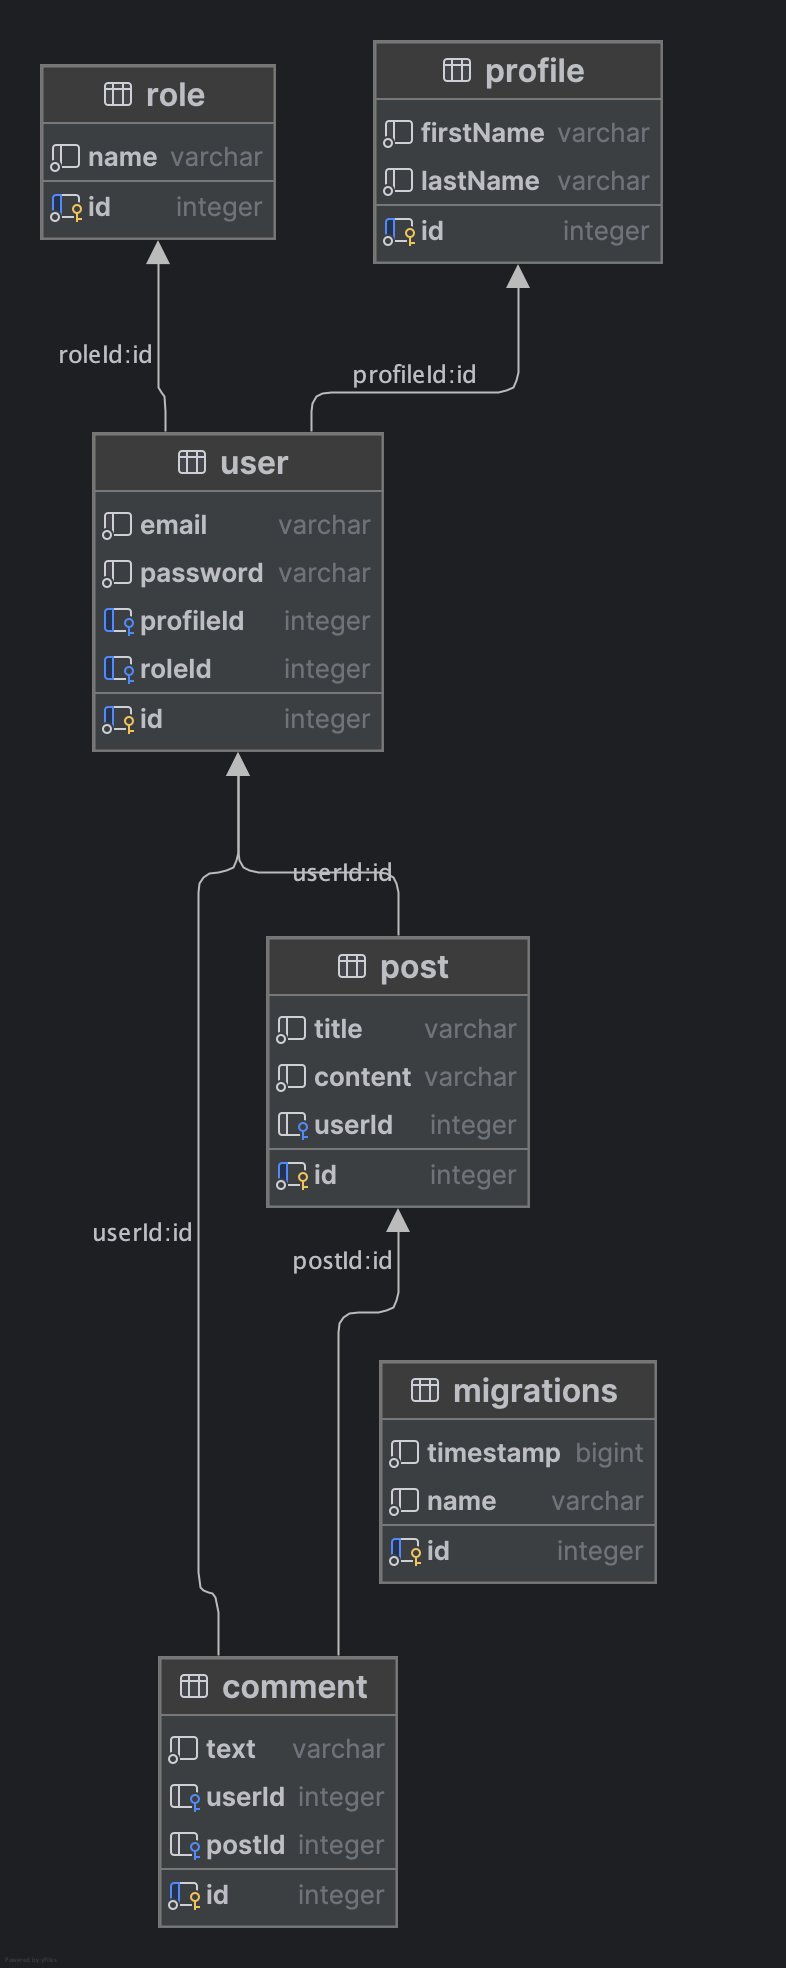 role
name varchar
id integer
profile
firstName varchar
lastName varchar
id integer
roleId:id
profileId:id
user
email varchar
password varchar
profileId integer
roleId integer
id integer
userId:id
post
title varchar
content varchar
userId integer
id integer
userId:id
postId:id
migrations
timestamp bigint
name varchar
id integer
comment
text varchar
userId integer
postId integer
id integer
Powered by yFiles